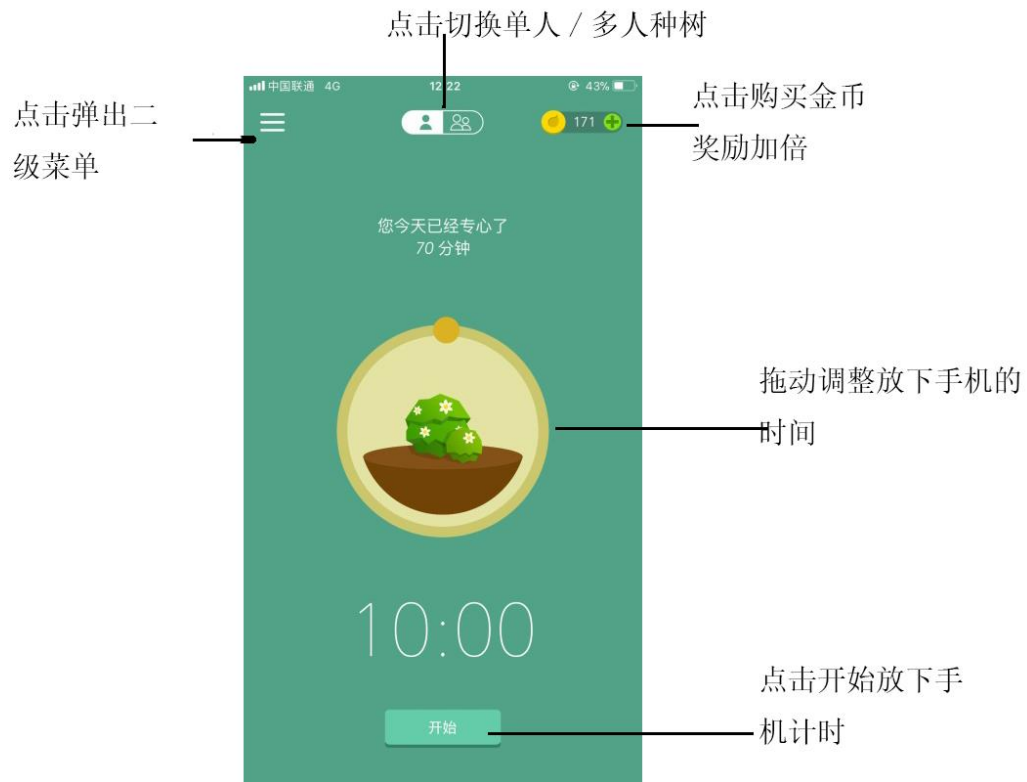 点击切换单人 / 多人种树
中国联通 4G 12:22 43%
点击弹出二
级菜单
171
点击购买金币
奖励加倍
您今天已经专心了
70 分钟
拖动调整放下手机的
时间
10:00
点击开始放下手
机计时
开始